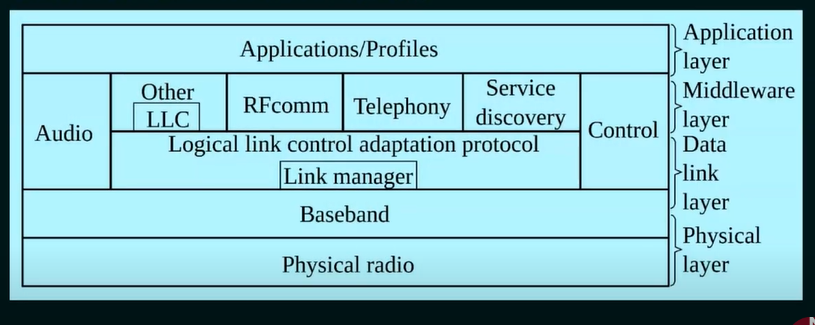 Applications/Profiles
Application
layer
Audio
Other
LLC
RFcomm
Telephony
Service
discovery
Control
Middleware
layer
Logical link control adaptation protocol
Link manager
Data
link
layer
Baseband
Physical radio
Physical
layer